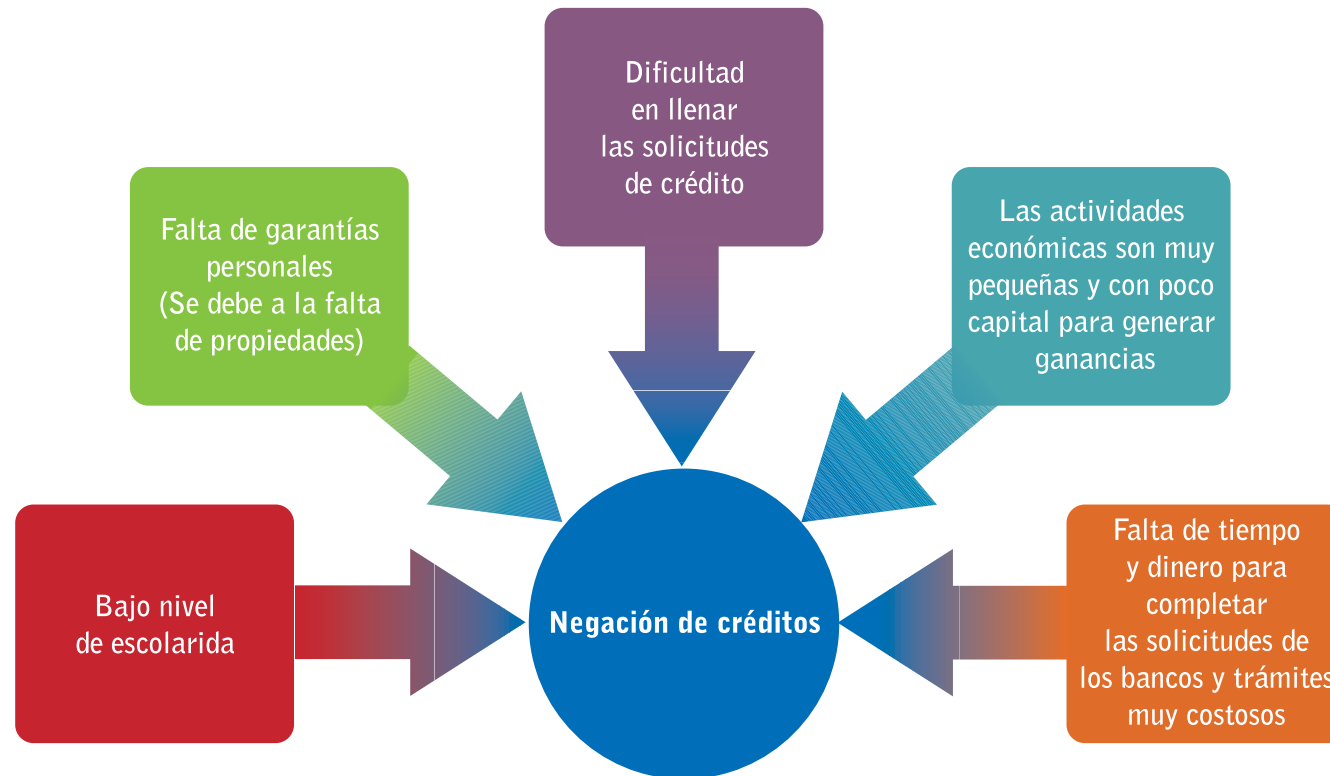 Dificultad
en llenar
las solicitudes
de crédito
Falta de garantías
personales
(Se debe a la falta
de propiedades)
Las actividades
económicas son muy
pequeñas y con poco
capital para generar
ganancias
Bajo nivel
de escolarida
Negación de créditos
Falta de tiempo
y dinero para
completar
las solicitudes de
los bancos y trámites
muy costosos